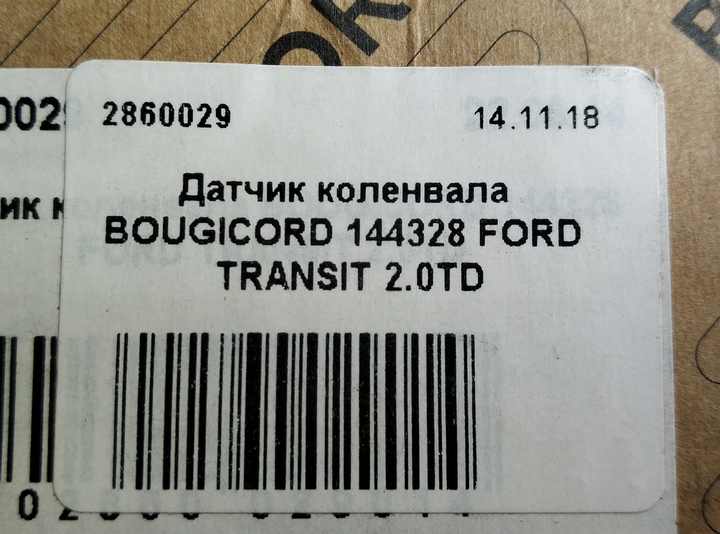 2860029 14.11.18
Датчик коленвала
BOUGICORD 144328 FORD
TRANSIT 2.0TD